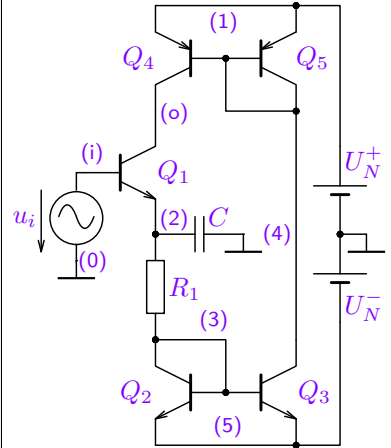 (1)
Q₄ Q₅
(o)
(i)
Q₁
uᵢ
(2) C
(4)
(0)
R₁
(3)
Q₂ Q₃
(5)
U_N^+
U_N^-